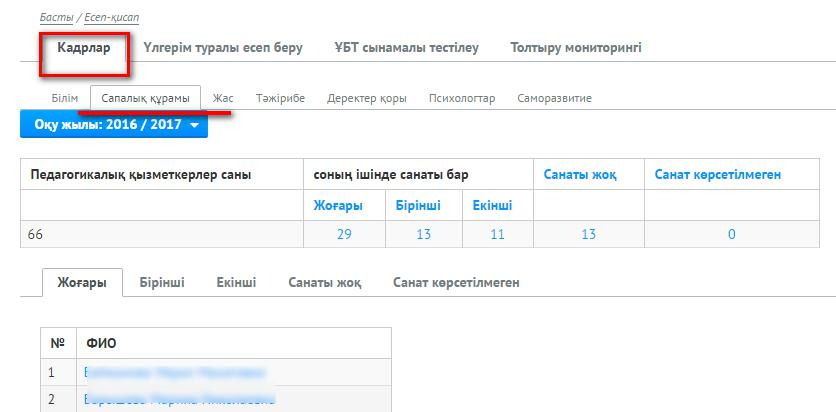 Басты / Есеп-қисап
Кадрлар Үлгерім туралы есеп беру ҰБТ сынамалы тестілеу Толтыру мониторингі
Білім Сапалық құрамы Жас Тәжірибе Деректер қоры Психологтар Саморазвитие
Оқу жылы: 2016 / 2017
Педагогикалық қызметкерлер саны соның ішінде санаты бар Санаты жоқ Санат көрсетілмеген
Жоғары Бірінші Екінші
66 29 13 11 13 0
Жоғары Бірінші Екінші Санаты жоқ Санат көрсетілмеген
№ ФИО
1
2